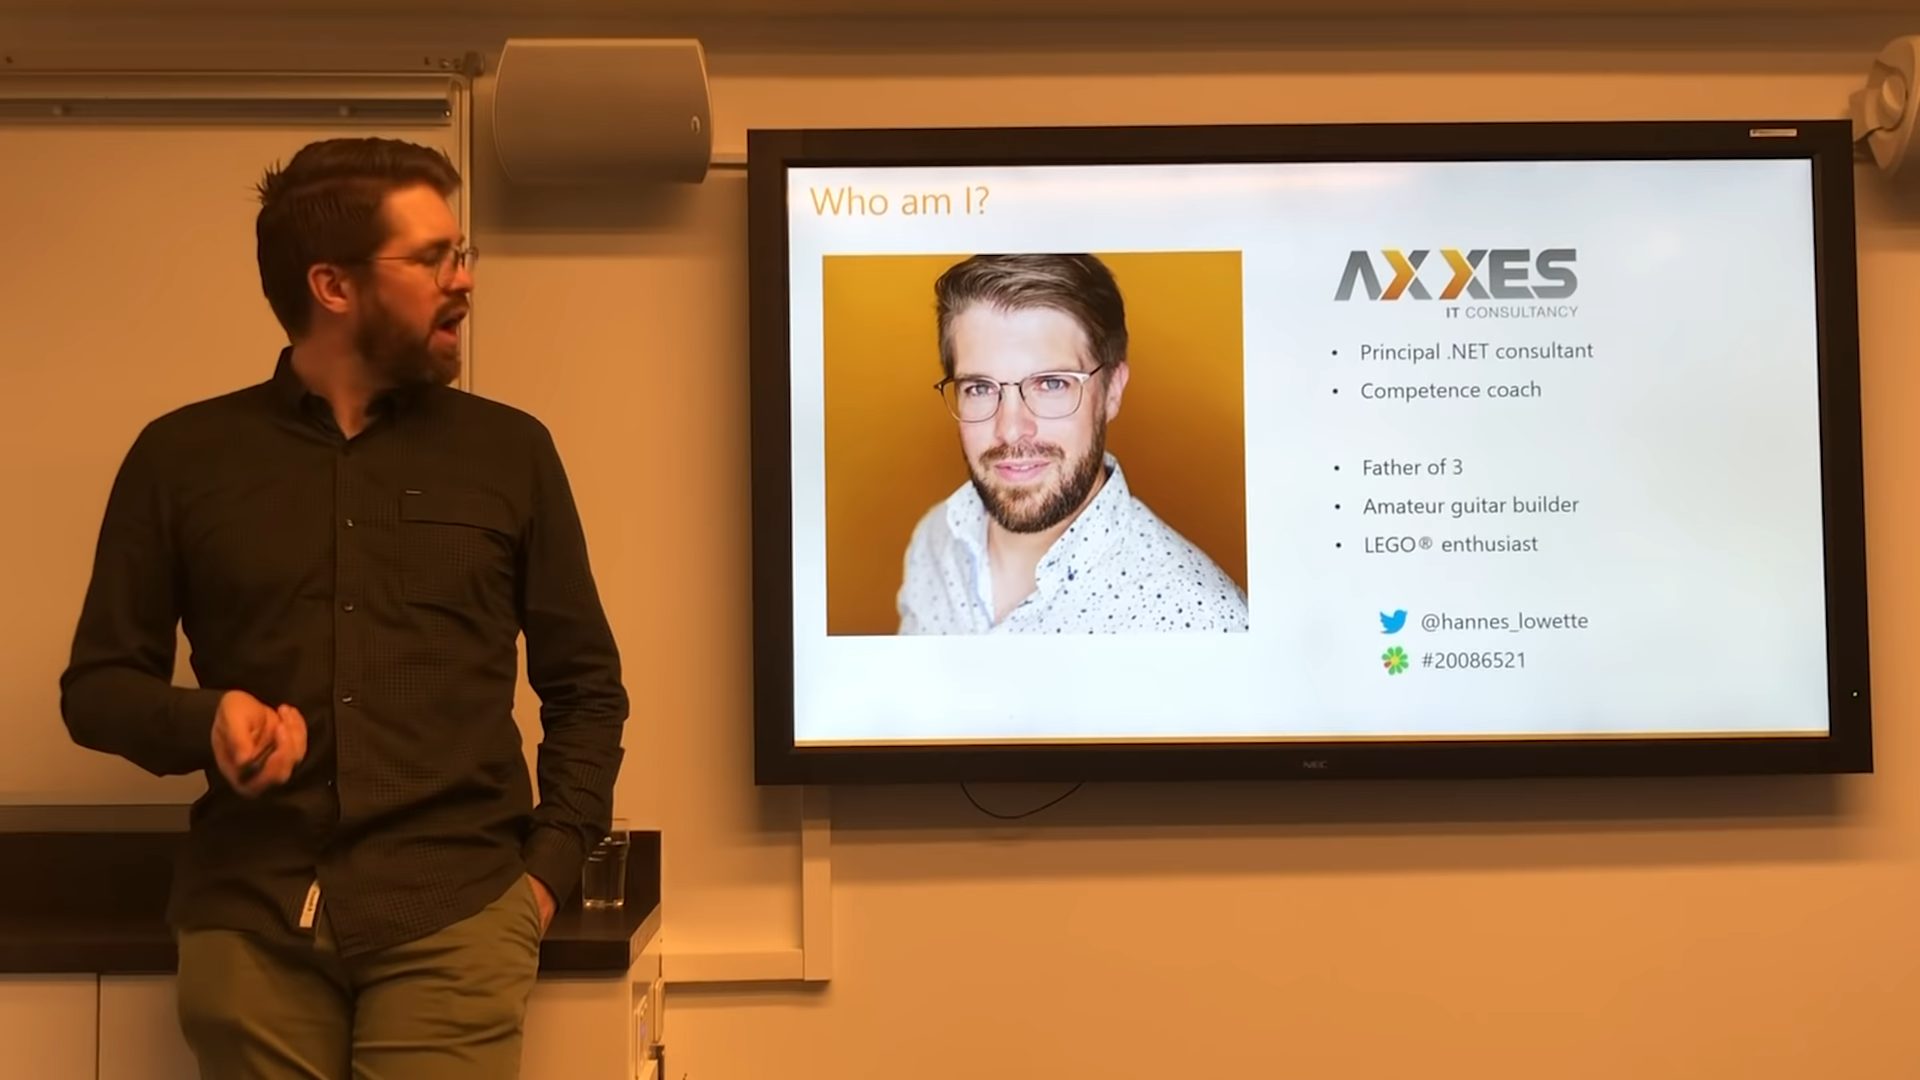 Who am I?
AXXES
IT CONSULTANCY
• Principal .NET consultant
• Competence coach
• Father of 3
• Amateur guitar builder
• LEGO® enthusiast
@hannes_lowette
#20086521
NEC